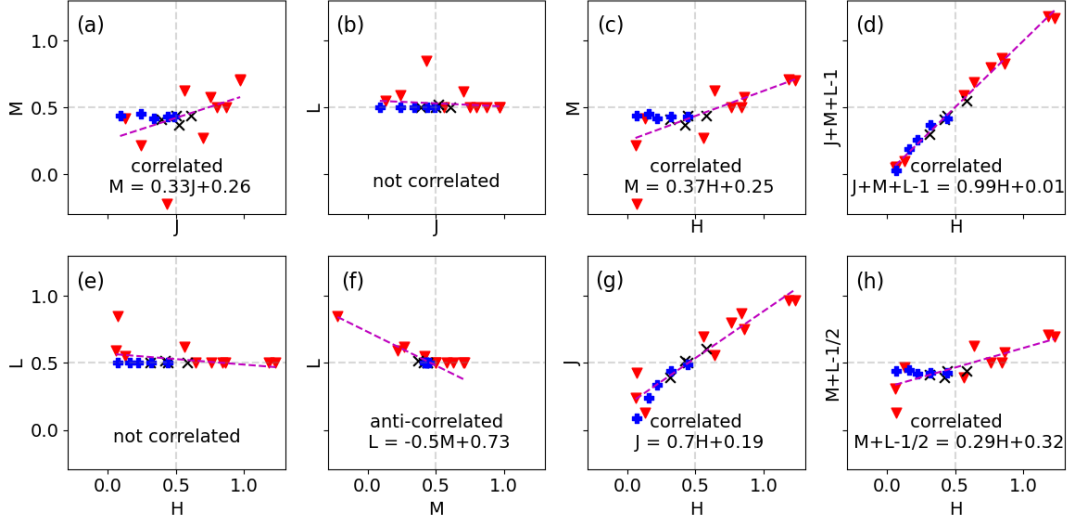 (a)
M
1.0
0.5
0.0
correlated
M = 0.33J+0.26
J
(b)
L
not correlated
J
(c)
M
correlated
M = 0.37H+0.25
H
(d)
J+M+L-1
correlated
J+M+L-1 = 0.99H+0.01
H
(e)
L
1.0
0.5
0.0
not correlated
0.0
0.5
1.0
H
(f)
L
anti-correlated
L = -0.5M+0.73
0.0
0.5
1.0
M
(g)
J
correlated
J = 0.7H+0.19
0.0
0.5
1.0
H
(h)
M+L-1/2
correlated
M+L-1/2 = 0.29H+0.32
0.0
0.5
1.0
H